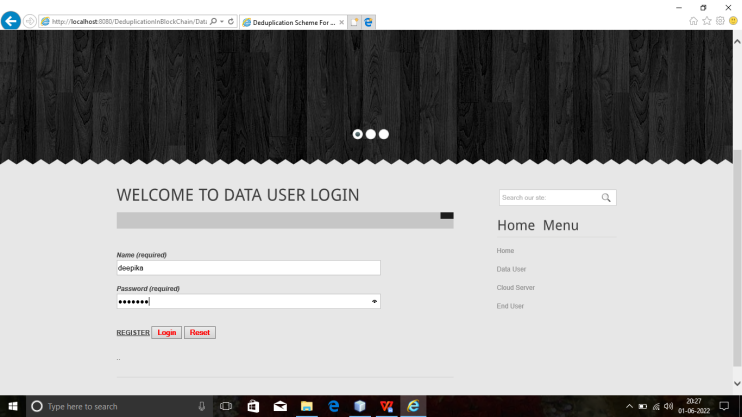 http://localhost:8080/DeduplicationInBlockChain/Data
Deduplication Scheme For ...
WELCOME TO DATA USER LOGIN
Search our site:
Home Menu
Name (required)
deepika
Home
Data User
Password (required)
•••••••
Cloud Server
End User
REGISTER Login Reset
..
Type here to search
20:27
01-06-2022